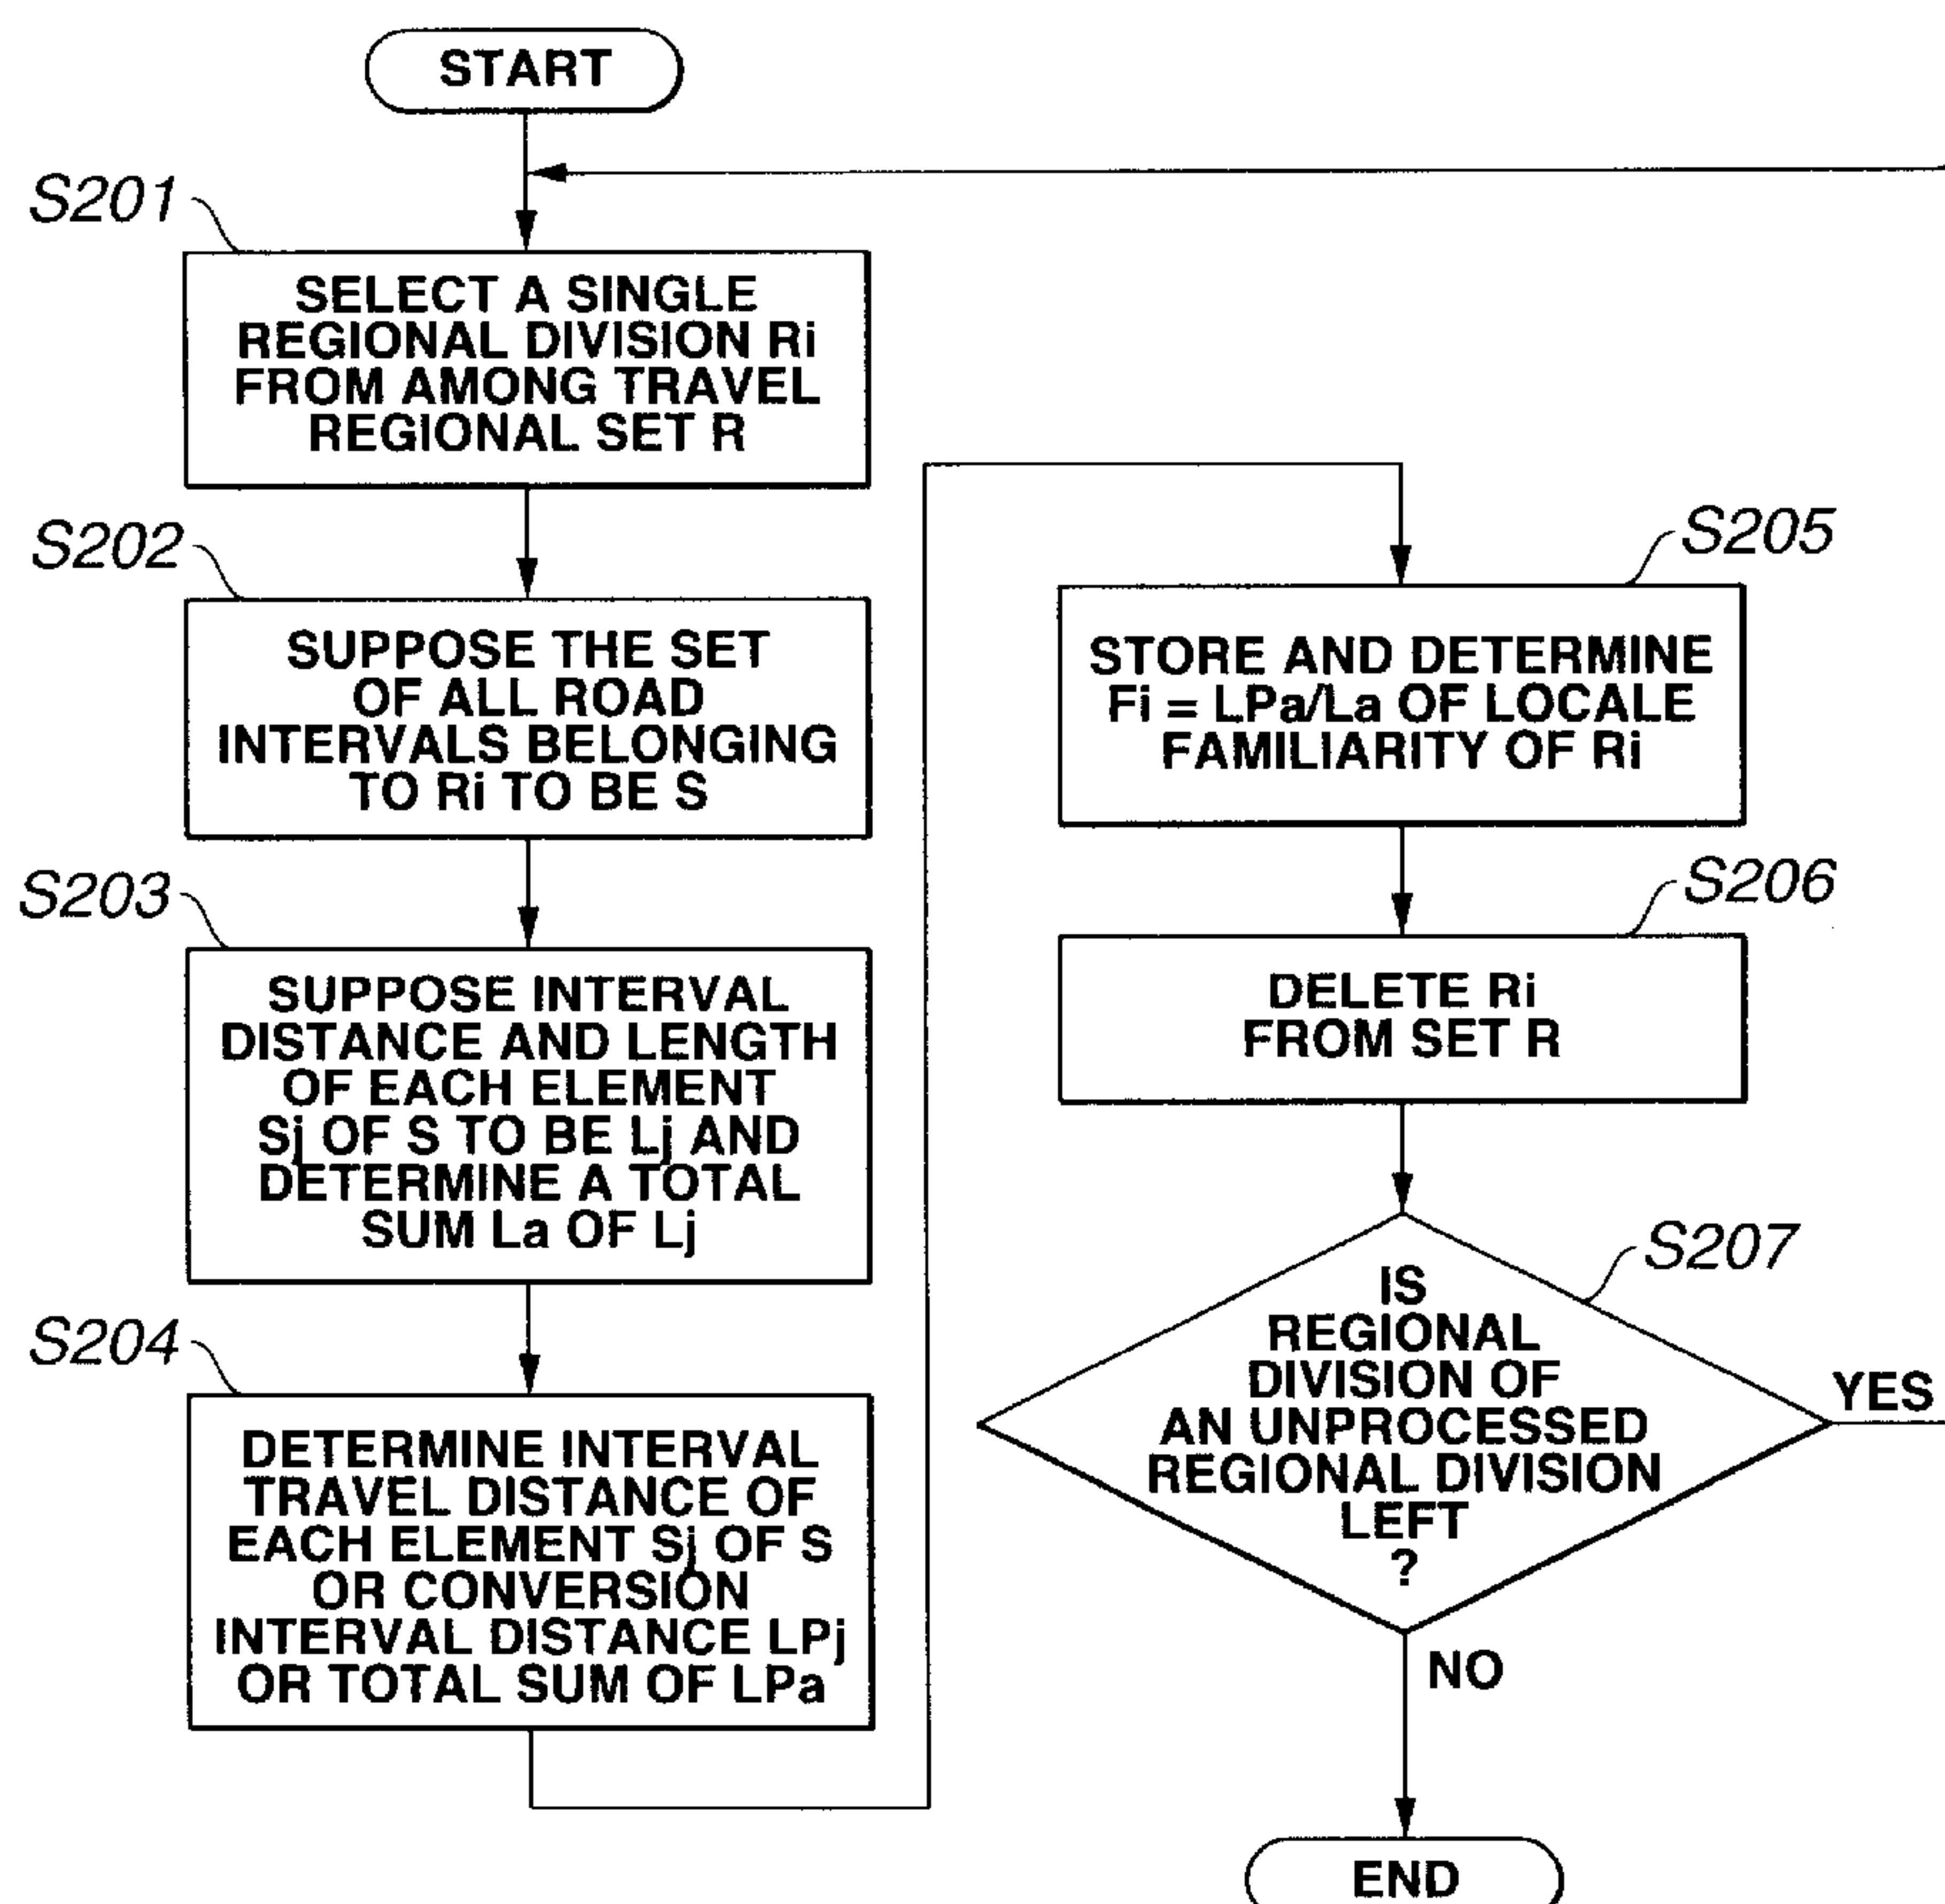 START
S201
SELECT A SINGLE
REGIONAL DIVISION Ri
FROM AMONG TRAVEL
REGIONAL SET R
S202
SUPPOSE THE SET
OF ALL ROAD
INTERVALS BELONGING
TO Ri TO BE S
S203
SUPPOSE INTERVAL
DISTANCE AND LENGTH
OF EACH ELEMENT
Sj OF S TO BE Lj AND
DETERMINE A TOTAL
SUM La OF Lj
S204
DETERMINE INTERVAL
TRAVEL DISTANCE OF
EACH ELEMENT Sj OF S
OR CONVERSION
INTERVAL DISTANCE LPj
OR TOTAL SUM OF LPa
S205
STORE AND DETERMINE
Fi = LPa/La OF LOCALE
FAMILIARITY OF Ri
S206
DELETE Ri
FROM SET R
S207
IS
REGIONAL
DIVISION OF
AN UNPROCESSED
REGIONAL DIVISION
LEFT
?
YES
NO
END